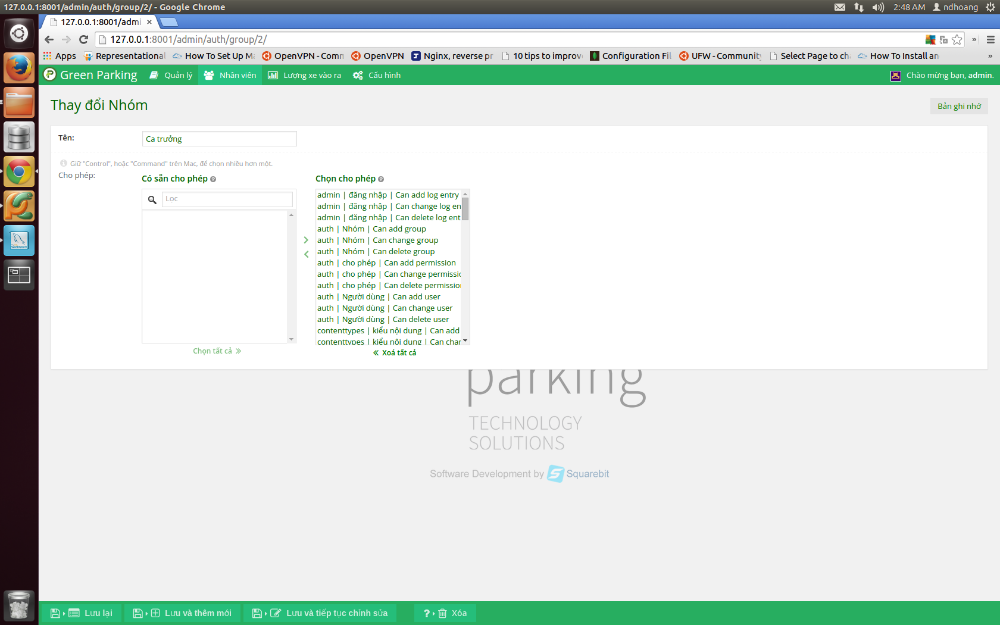 127.0.0.1:8001/admin/auth/group/2/ - Google Chrome
2:48 AM ndhoang
127.0.0.1:8001/admi
127.0.0.1:8001/admin/auth/group/2/
Apps Representational How To Set Up M OpenVPN - Comm OpenVPN Nginx, reverse pr 10 tips to improv Configuration Fil UFW - Community Select Page to ch How To Install an
Green Parking Quản lý Nhân viên Lượng xe vào ra Cấu hình Chào mừng bạn, admin.
Thay đổi Nhóm
Bản ghi nhớ
Tên: Ca trưởng
Giữ "Control", hoặc "Command" trên Mac, để chọn nhiều hơn một.
Cho phép:
Có sẵn cho phép
Lọc
Chọn tất cả
Chọn cho phép
admin | đăng nhập | Can add log entry
admin | đăng nhập | Can change log en
admin | đăng nhập | Can delete log ent
auth | Nhóm | Can add group
auth | Nhóm | Can change group
auth | Nhóm | Can delete group
auth | cho phép | Can add permission
auth | cho phép | Can change permissio
auth | cho phép | Can delete permission
auth | Người dùng | Can add user
auth | Người dùng | Can change user
auth | Người dùng | Can delete user
contenttypes | kiểu nội dung | Can add
contenttypes | kiểu nội dung | Can chan
Xoá tất cả
parking
TECHNOLOGY
SOLUTIONS
Software Development by Squarebit
Lưu lại Lưu và thêm mới Lưu và tiếp tục chỉnh sửa Xóa